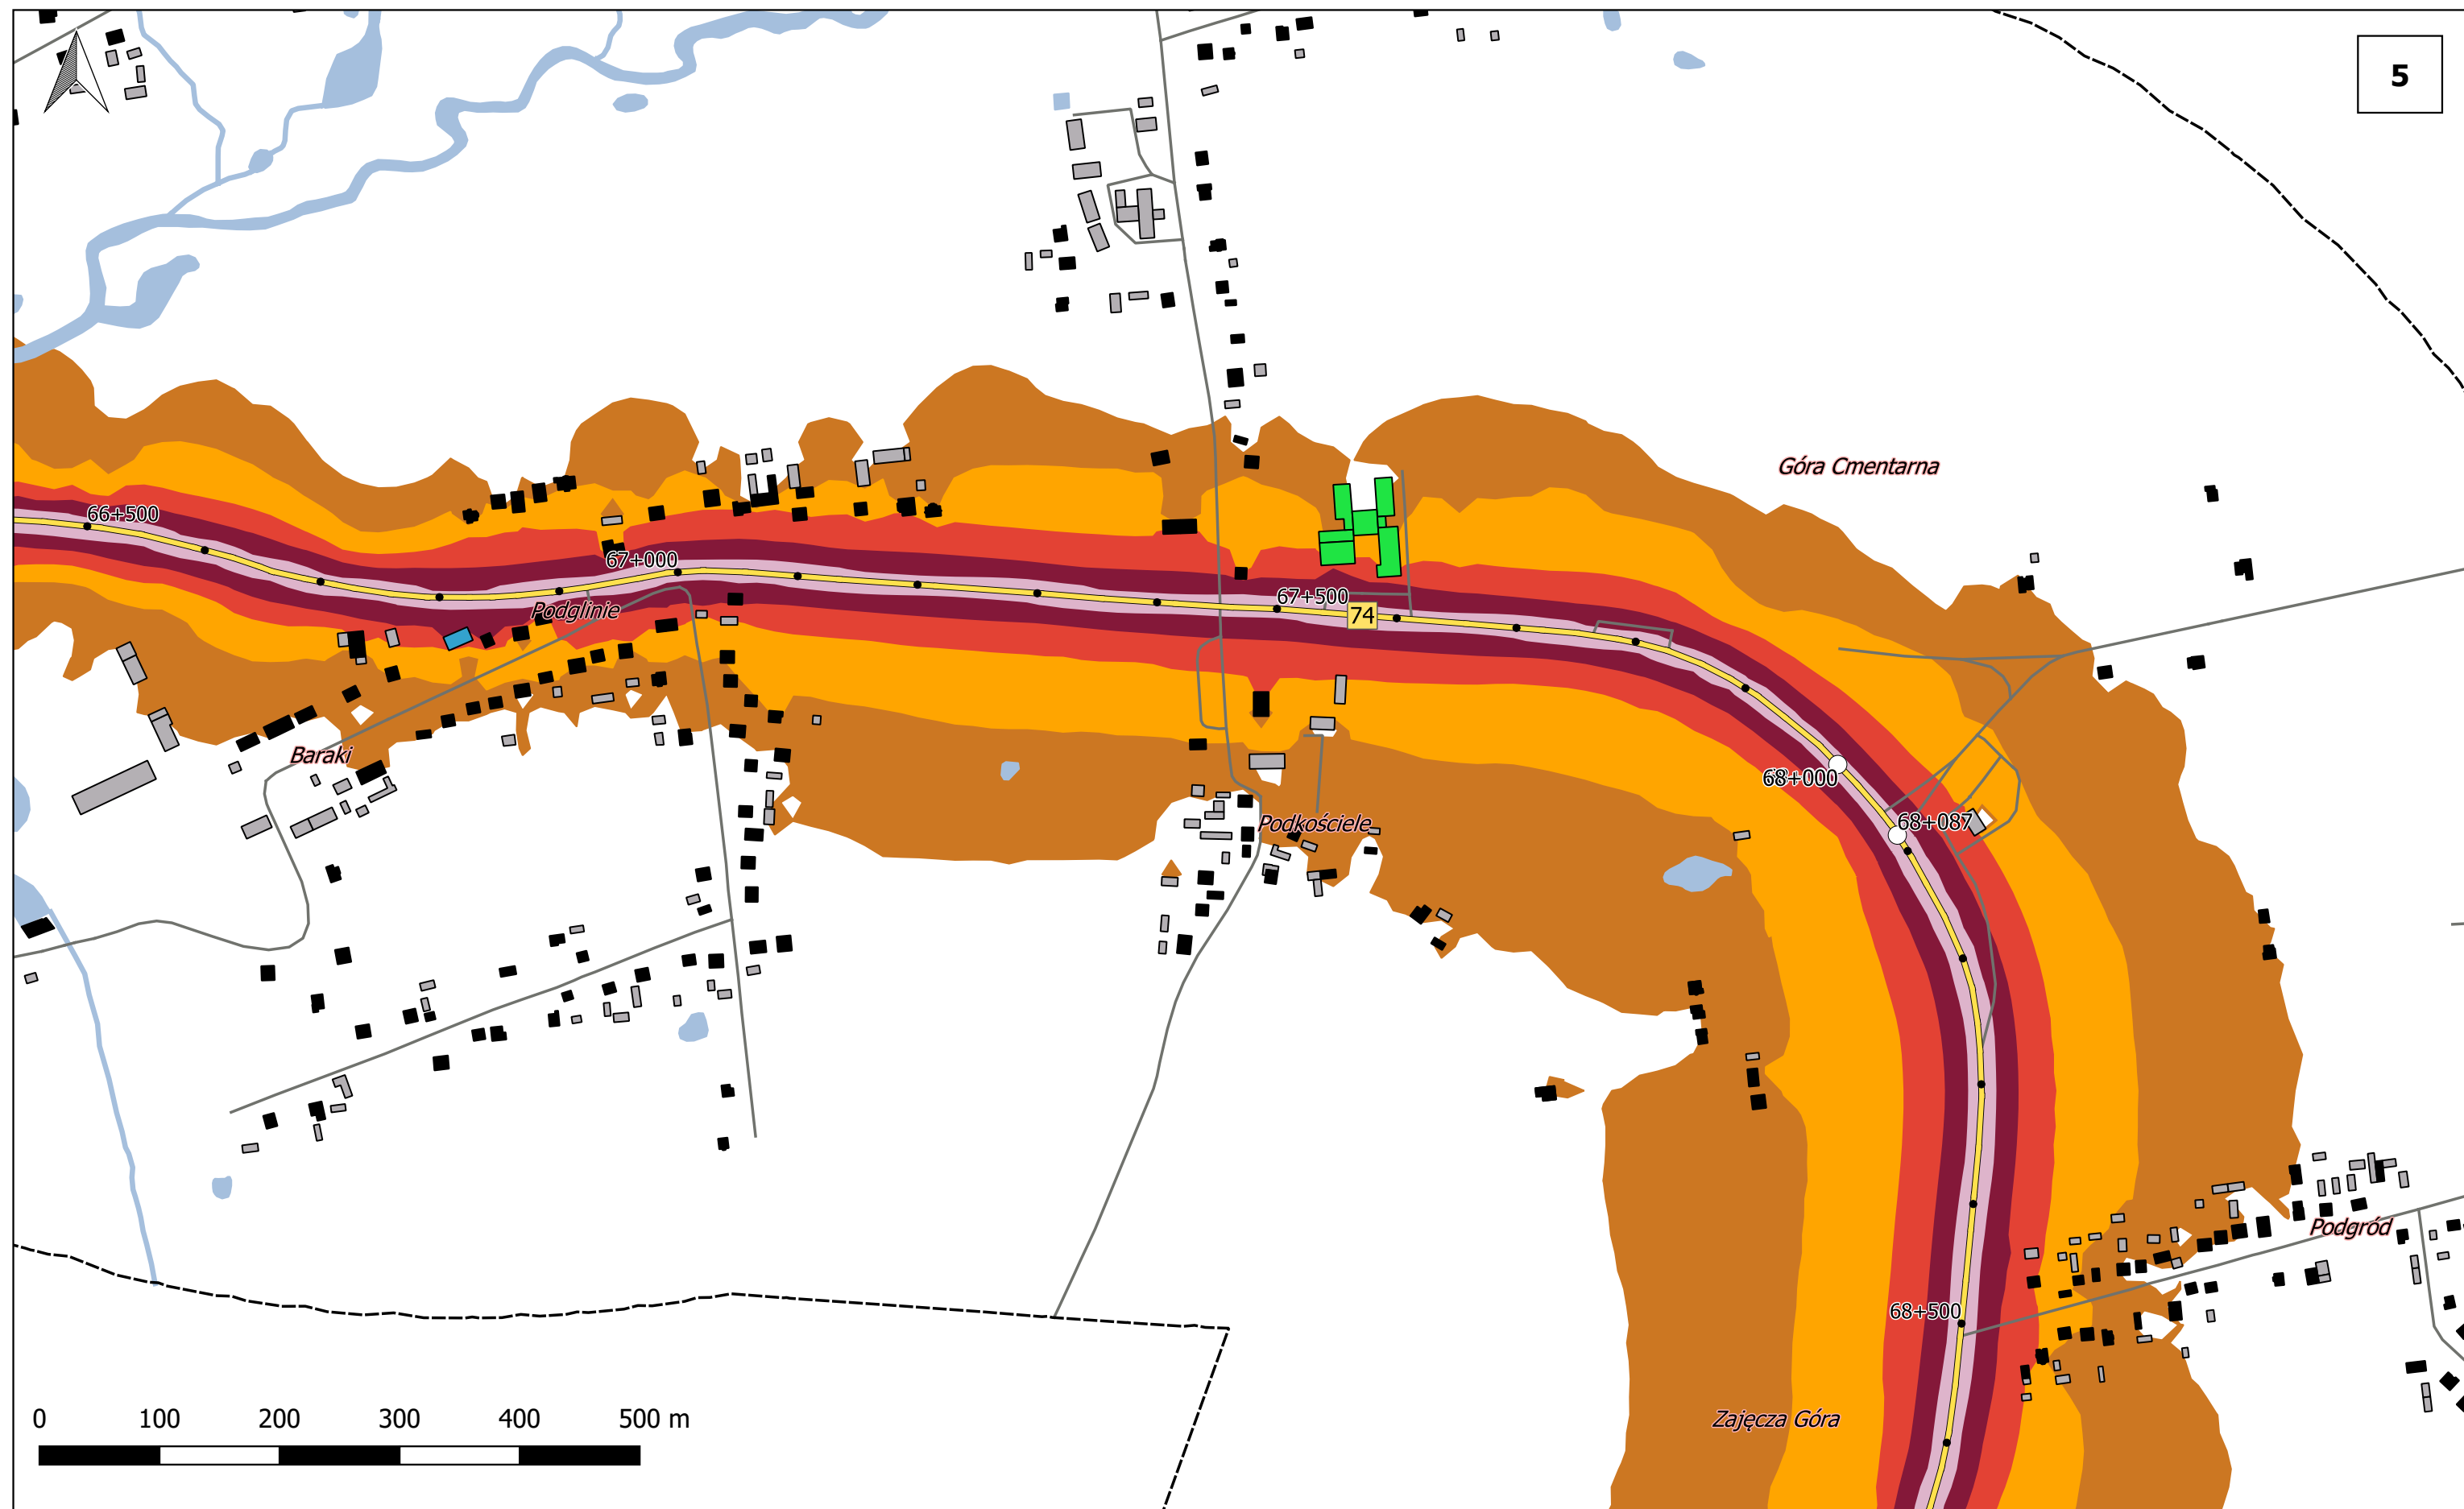 5
Góra Cmentarna
66+500
67+000
67+500
Podglinie
74
Baraki
68+000
68+087
Podkościele
Podgród
68+500
Zajęcza Góra
0 100 200 300 400 500 m